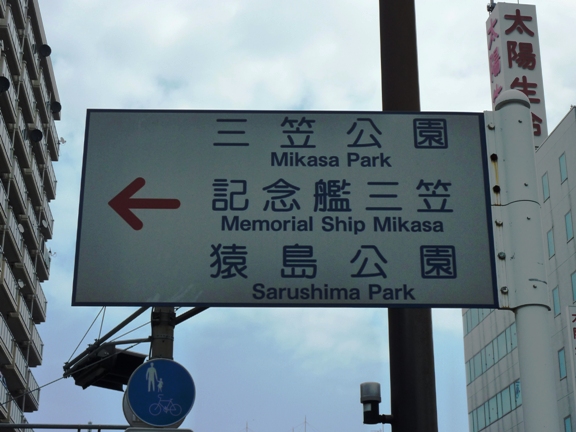 三笠公園
Mikasa Park
記念艦三笠
Memorial Ship Mikasa
猿島公園
Sarushima Park
太陽生命